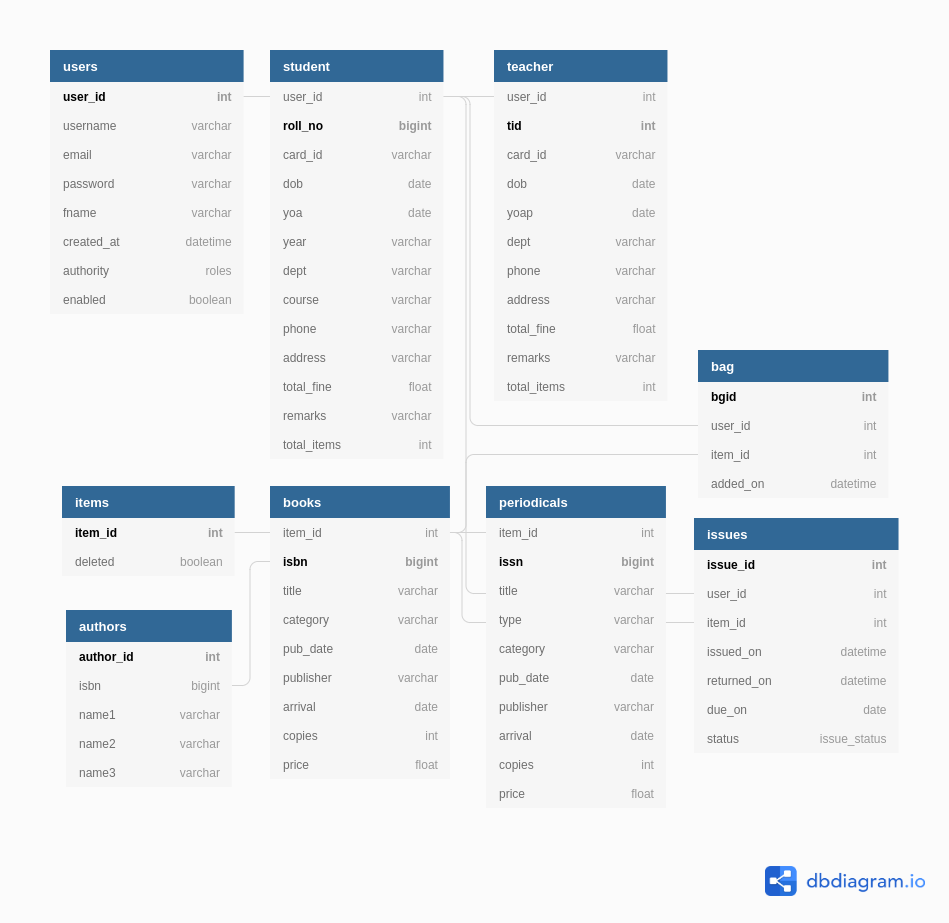 users
user_id int
username varchar
email varchar
password varchar
fname varchar
created_at datetime
authority roles
enabled boolean
student
user_id int
roll_no bigint
card_id varchar
dob date
yoa date
year varchar
dept varchar
course varchar
phone varchar
address varchar
total_fine float
remarks varchar
total_items int
teacher
user_id int
tid int
card_id varchar
dob date
yoap date
dept varchar
phone varchar
address varchar
total_fine float
remarks varchar
total_items int
bag
bgid int
user_id int
item_id int
added_on datetime
items
item_id int
deleted boolean
books
item_id int
isbn bigint
title varchar
category varchar
pub_date date
publisher varchar
arrival date
copies int
price float
periodicals
item_id int
issn bigint
title varchar
type varchar
category varchar
pub_date date
publisher varchar
arrival date
copies int
price float
issues
issue_id int
user_id int
item_id int
issued_on datetime
returned_on datetime
due_on date
status issue_status
authors
author_id int
isbn bigint
name1 varchar
name2 varchar
name3 varchar
dbdiagram.io